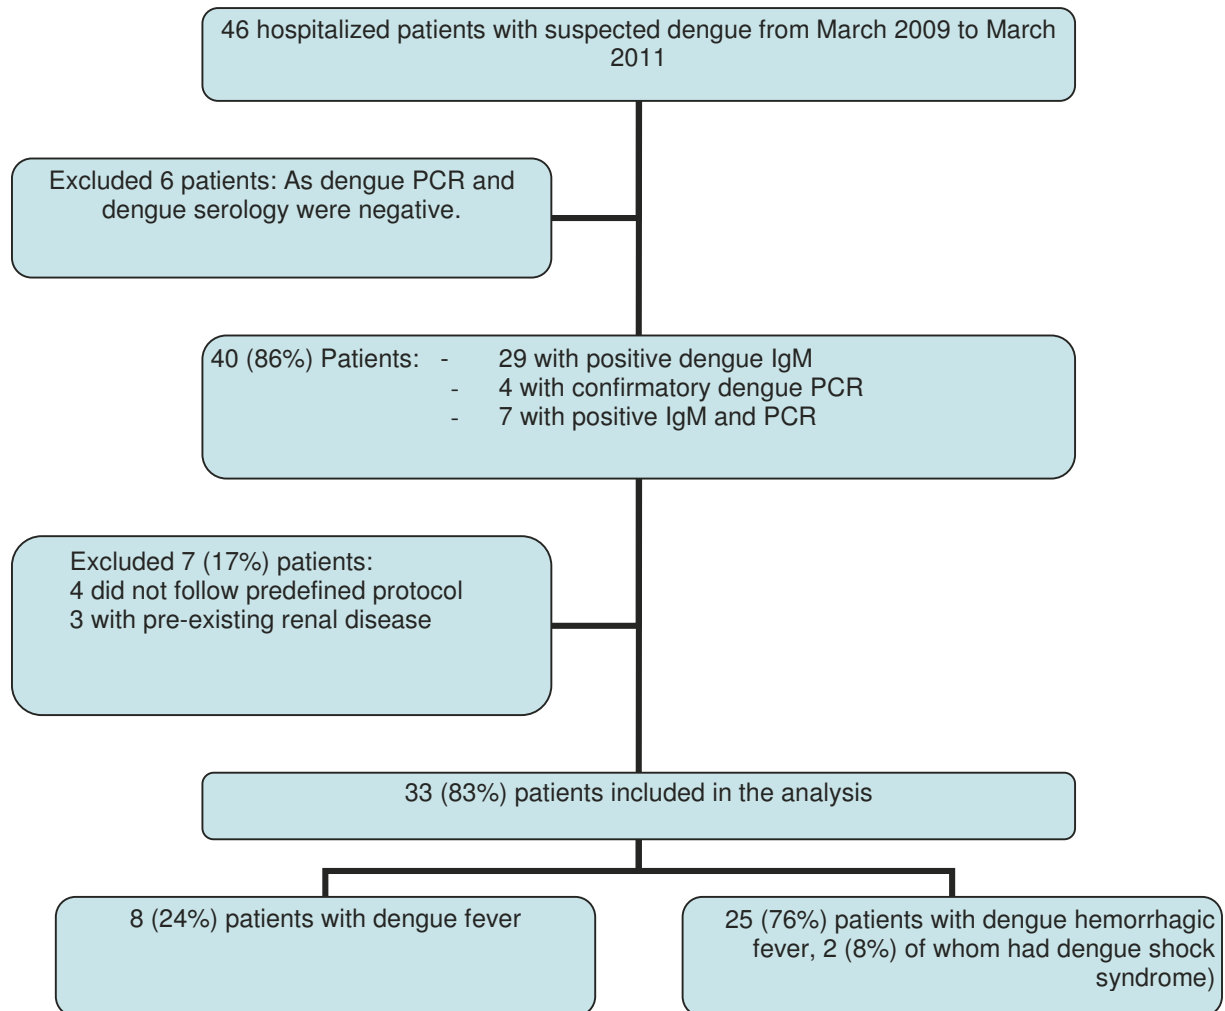 46 hospitalized patients with suspected dengue from March 2009 to March
2011
Excluded 6 patients: As dengue PCR and
dengue serology were negative.
40 (86%) Patients: - 29 with positive dengue IgM
- 4 with confirmatory dengue PCR
- 7 with positive IgM and PCR
Excluded 7 (17%) patients:
4 did not follow predefined protocol
3 with pre-existing renal disease
33 (83%) patients included in the analysis
8 (24%) patients with dengue fever
25 (76%) patients with dengue hemorrhagic
fever, 2 (8%) of whom had dengue shock
syndrome)